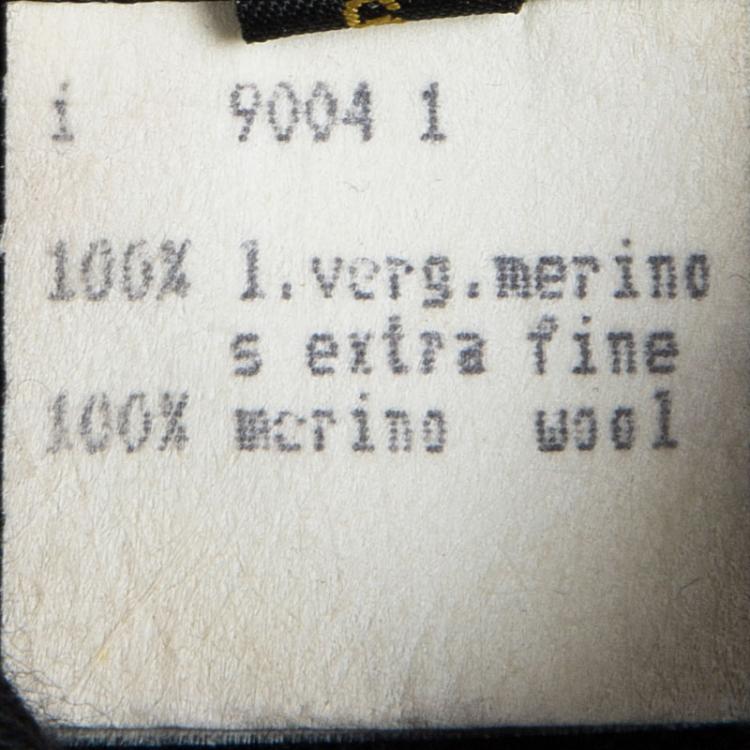 i 9004 1
100% l.verg.merino
s extra fine
100% merino wool